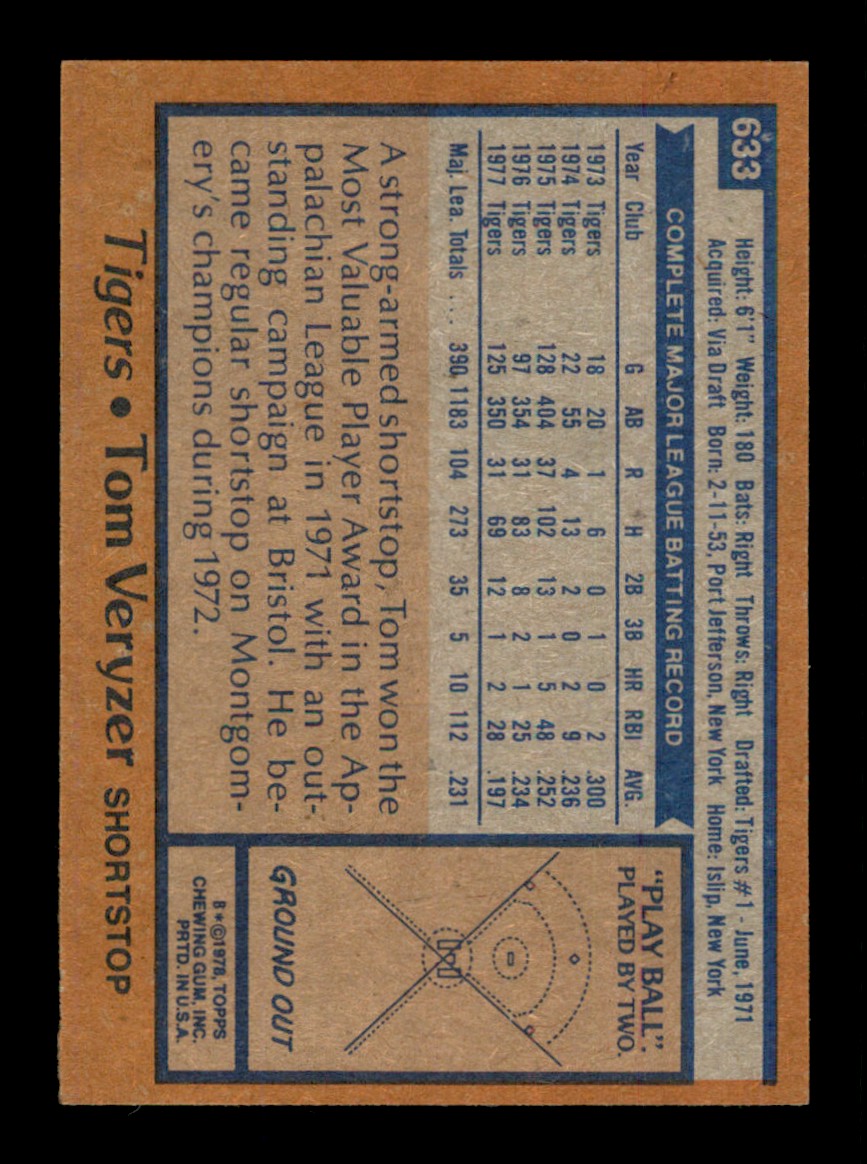 633
Height: 6'1" Weight: 180 Bats: Right Throws: Right Drafted: Tigers #1 - June, 1971
Acquired: Via Draft Born: 2-11-53, Port Jefferson, New York Home: Islip, New York
COMPLETE MAJOR LEAGUE BATTING RECORD
Year Club G AB R H 2B 3B HR RBI AVG.
1973 Tigers 18 20 1 6 0 1 0 2 .300
1974 Tigers 22 55 4 13 2 0 2 9 .236
1975 Tigers 128 404 37 102 13 1 5 48 .252
1976 Tigers 97 354 31 83 8 2 1 25 .234
1977 Tigers 125 350 31 69 12 1 2 28 .197
Maj. Lea. Totals .... 390 1183 104 273 35 5 10 112 .231
A strong-armed shortstop, Tom won the
Most Valuable Player Award in the Ap-
palachian League in 1971 with an out-
standing campaign at Bristol. He be-
came regular shortstop on Montgom-
ery's champions during 1972.
"PLAY BALL".
PLAYED BY TWO.
GROUND OUT
B*©1978, TOPPS
CHEWING GUM, INC.
PRTD. IN U.S.A.
Tigers • Tom Veryzer SHORTSTOP